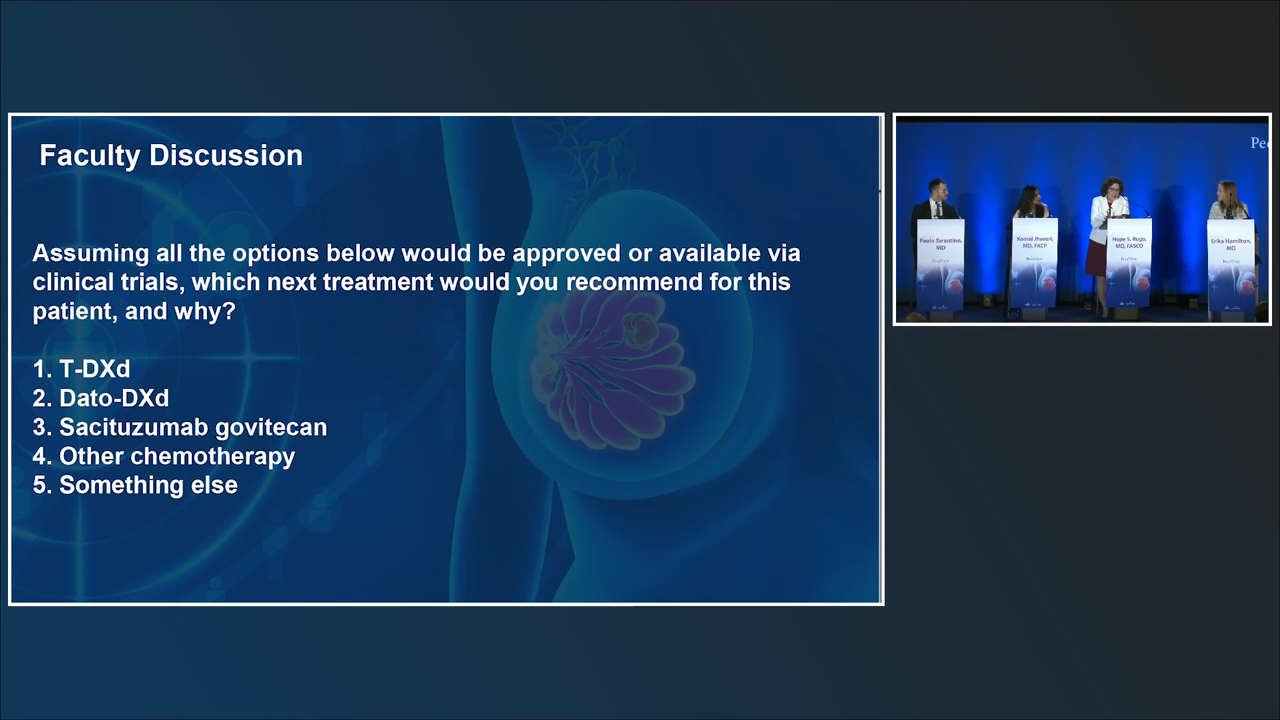 Faculty Discussion
Assuming all the options below would be approved or available via
clinical trials, which next treatment would you recommend for this
patient, and why?
1. T-DXd
2. Dato-DXd
3. Sacituzumab govitecan
4. Other chemotherapy
5. Something else
Pee
Paolo Tarantino,
MD
Komal Jhaveri,
MD, FACP
Hope S. Rugo,
MD, FASCO
Erika Hamilton,
MD